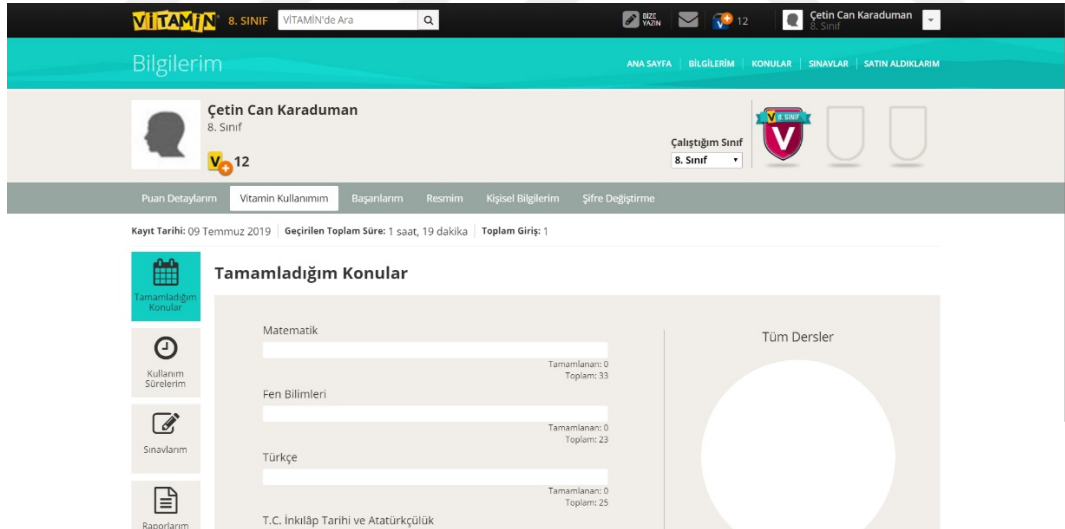 VİTAMİN 8. SINIF VİTAMİN'de Ara BİZE YAZIN 12 Çetin Can Karaduman
8. Sınıf
Bilgilerim ANA SAYFA BİLGİLERİM KONULAR SINAVLAR SATIN ALDIKLARIM
Çetin Can Karaduman
8. Sınıf
V 12
Çalıştığım Sınıf
8. Sınıf
V 8. SINIF
V
Puan Detaylarım Vitamin Kullanımım Başarılarım Resmim Kişisel Bilgilerim Şifre Değiştirme
Kayıt Tarihi: 09 Temmuz 2019 Geçirilen Toplam Süre: 1 saat, 19 dakika Toplam Giriş: 1
Tamamladığım
Konular
Kullanım
Sürelerim
Sınavlarım
Raporlarım
Tamamladığım Konular
Matematik
Tamamlanan: 0
Toplam: 33
Fen Bilimleri
Tamamlanan: 0
Toplam: 23
Türkçe
Tamamlanan: 0
Toplam: 25
T.C. İnkılâp Tarihi ve Atatürkçülük
Tüm Dersler